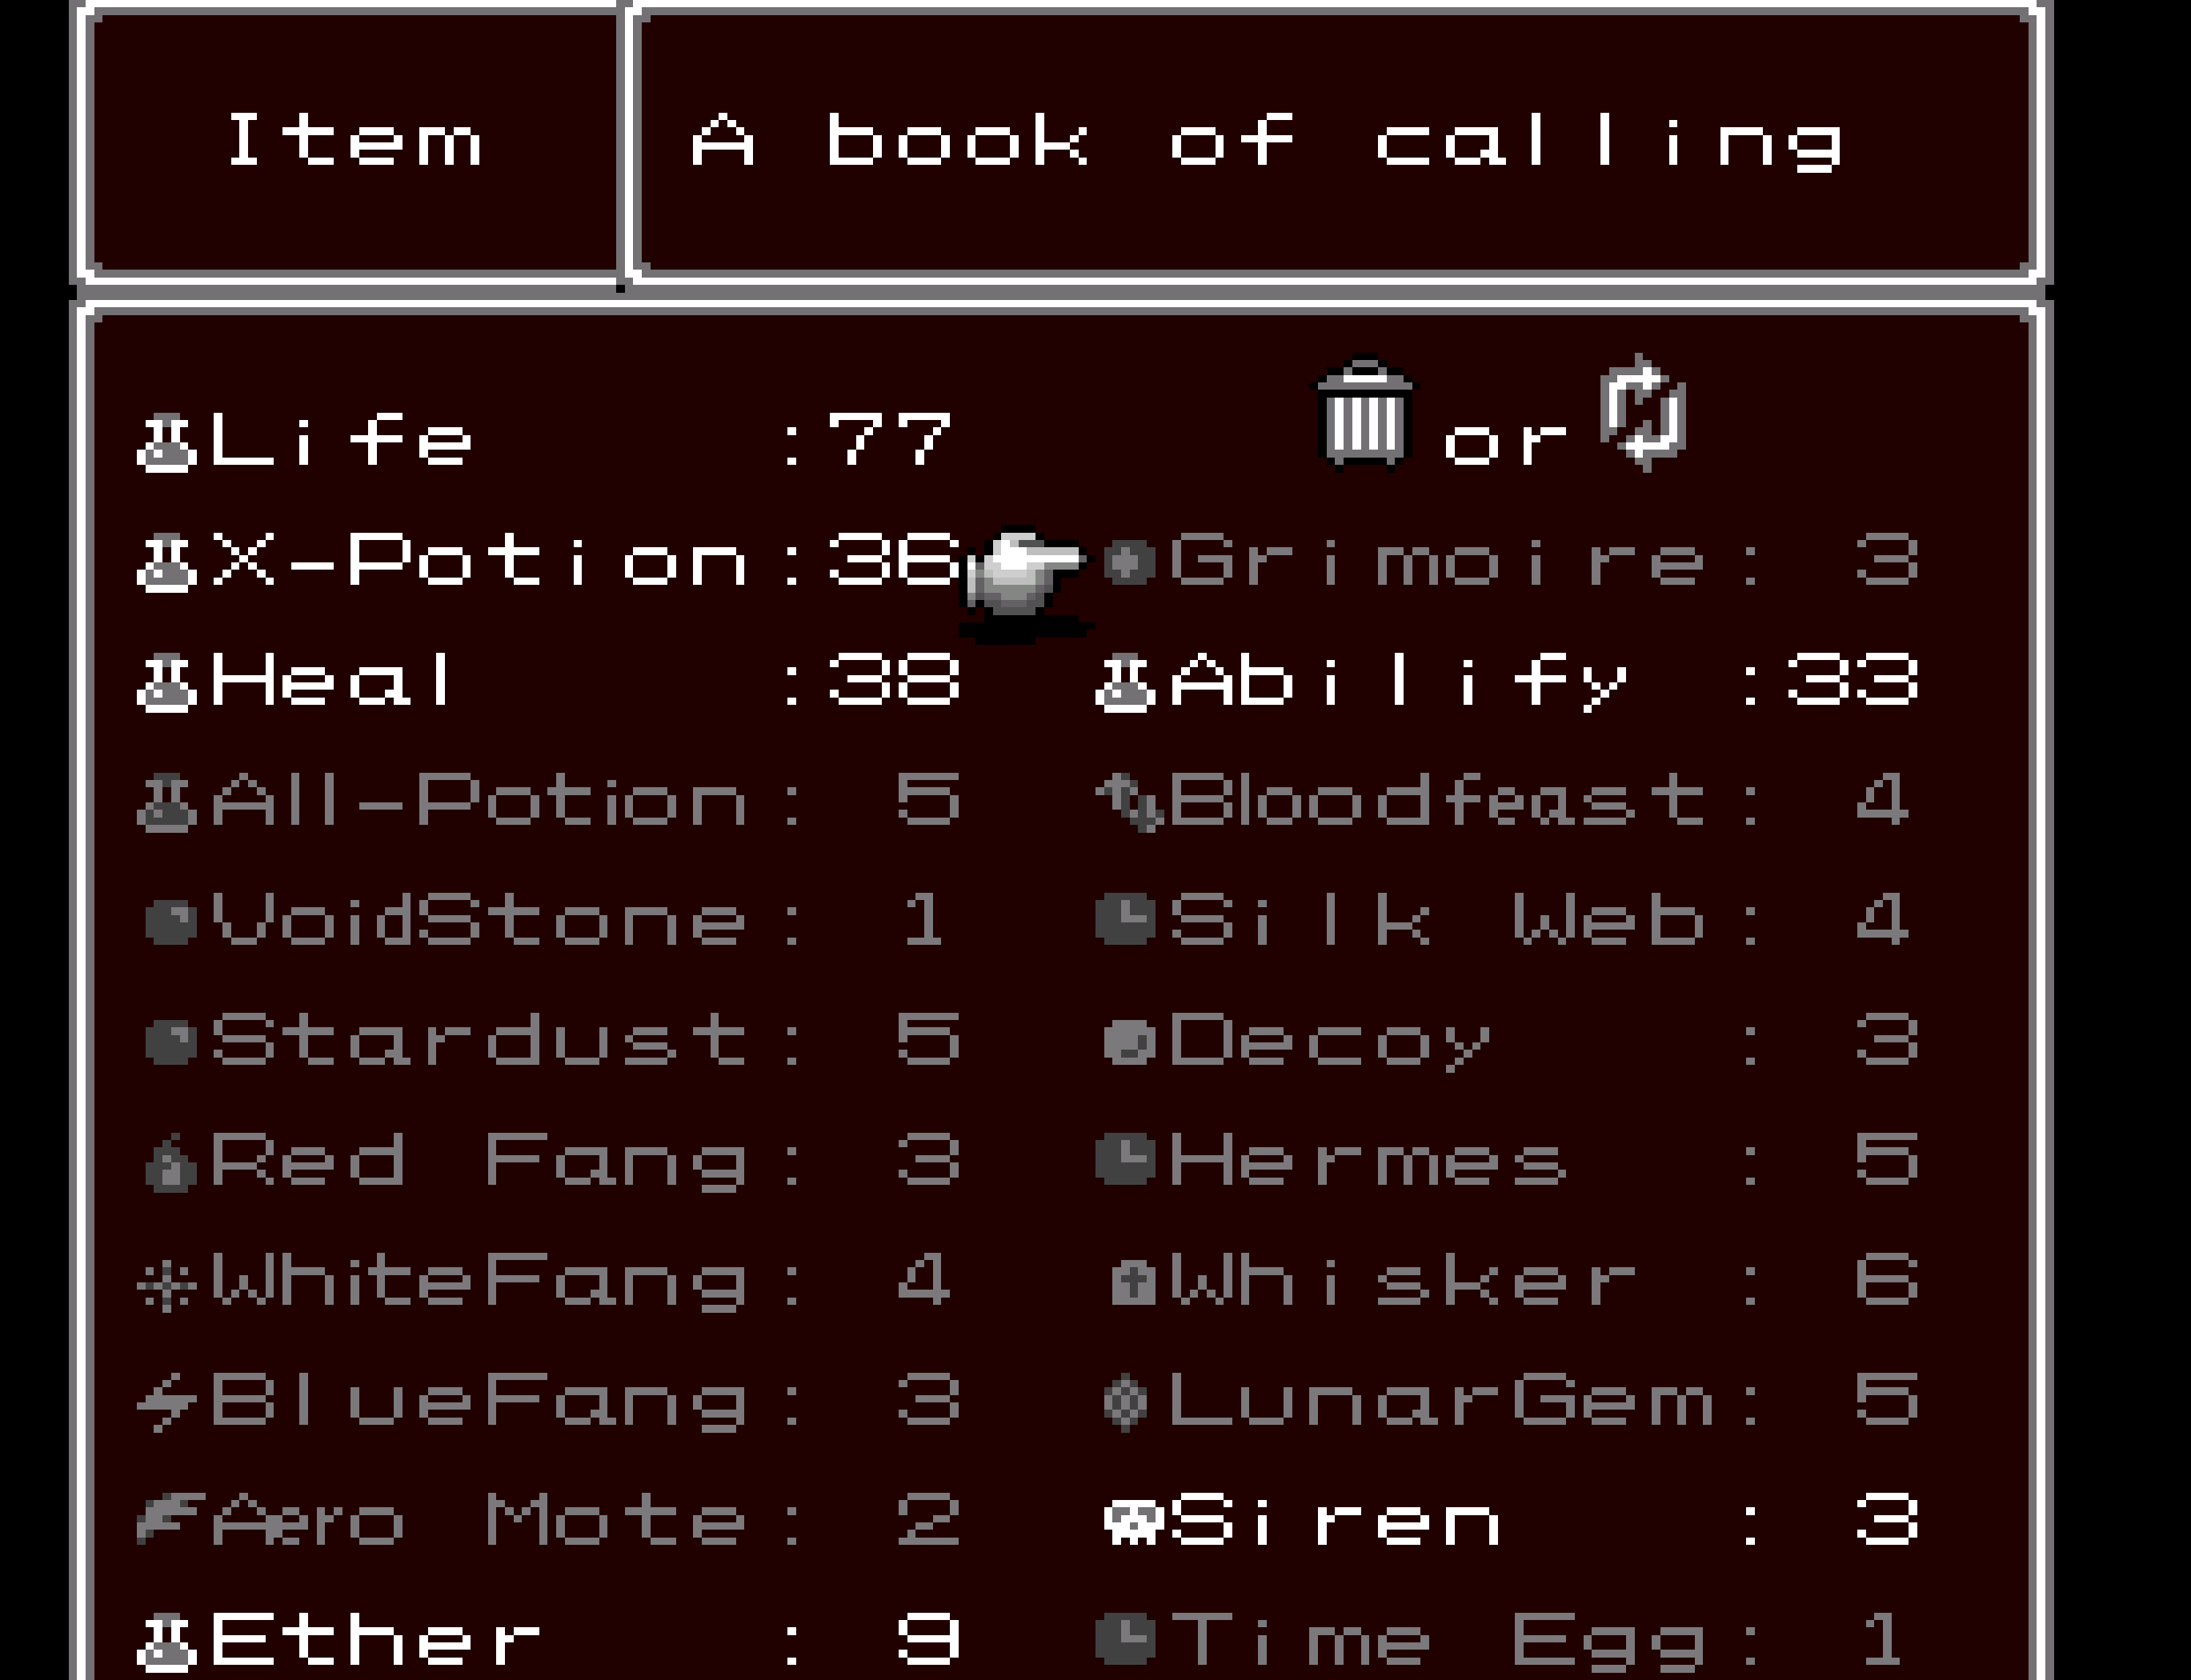 Item A book of calling
Life :77 or
X-Potion:36 Grimoire: 3
Heal :38 Abilify :33
All-Potion: 5 Bloodfeast: 4
VoidStone: 1 Silk Web: 4
Stardust: 5 Decoy : 3
Red Fang: 3 Hermes : 5
WhiteFang: 4 Whisker : 6
BlueFang: 3 LunarGem: 5
Aero Mote: 2 Siren : 3
Ether : 9 Time Egg: 1